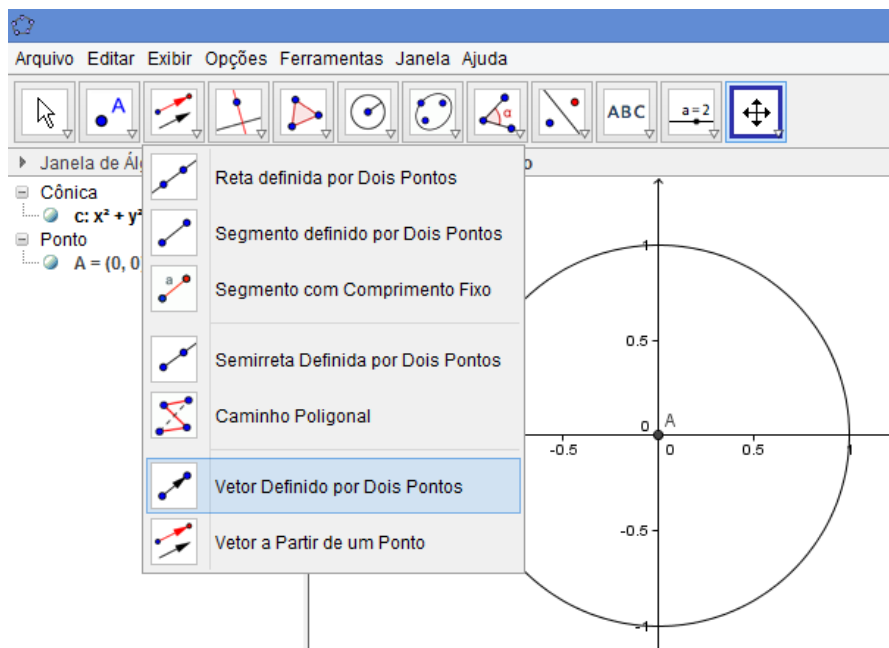 Arquivo Editar Exibir Opções Ferramentas Janela Ajuda
A α ABC a=2
Janela de Ál
Cônica
c: x² + y²
Ponto
A = (0, 0
Reta definida por Dois Pontos
Segmento definido por Dois Pontos
a
Segmento com Comprimento Fixo
Semirreta Definida por Dois Pontos
Caminho Poligonal
Vetor Definido por Dois Pontos
Vetor a Partir de um Ponto
1
0.5
0 A
-0.5 0 0.5 1
-0.5
-1